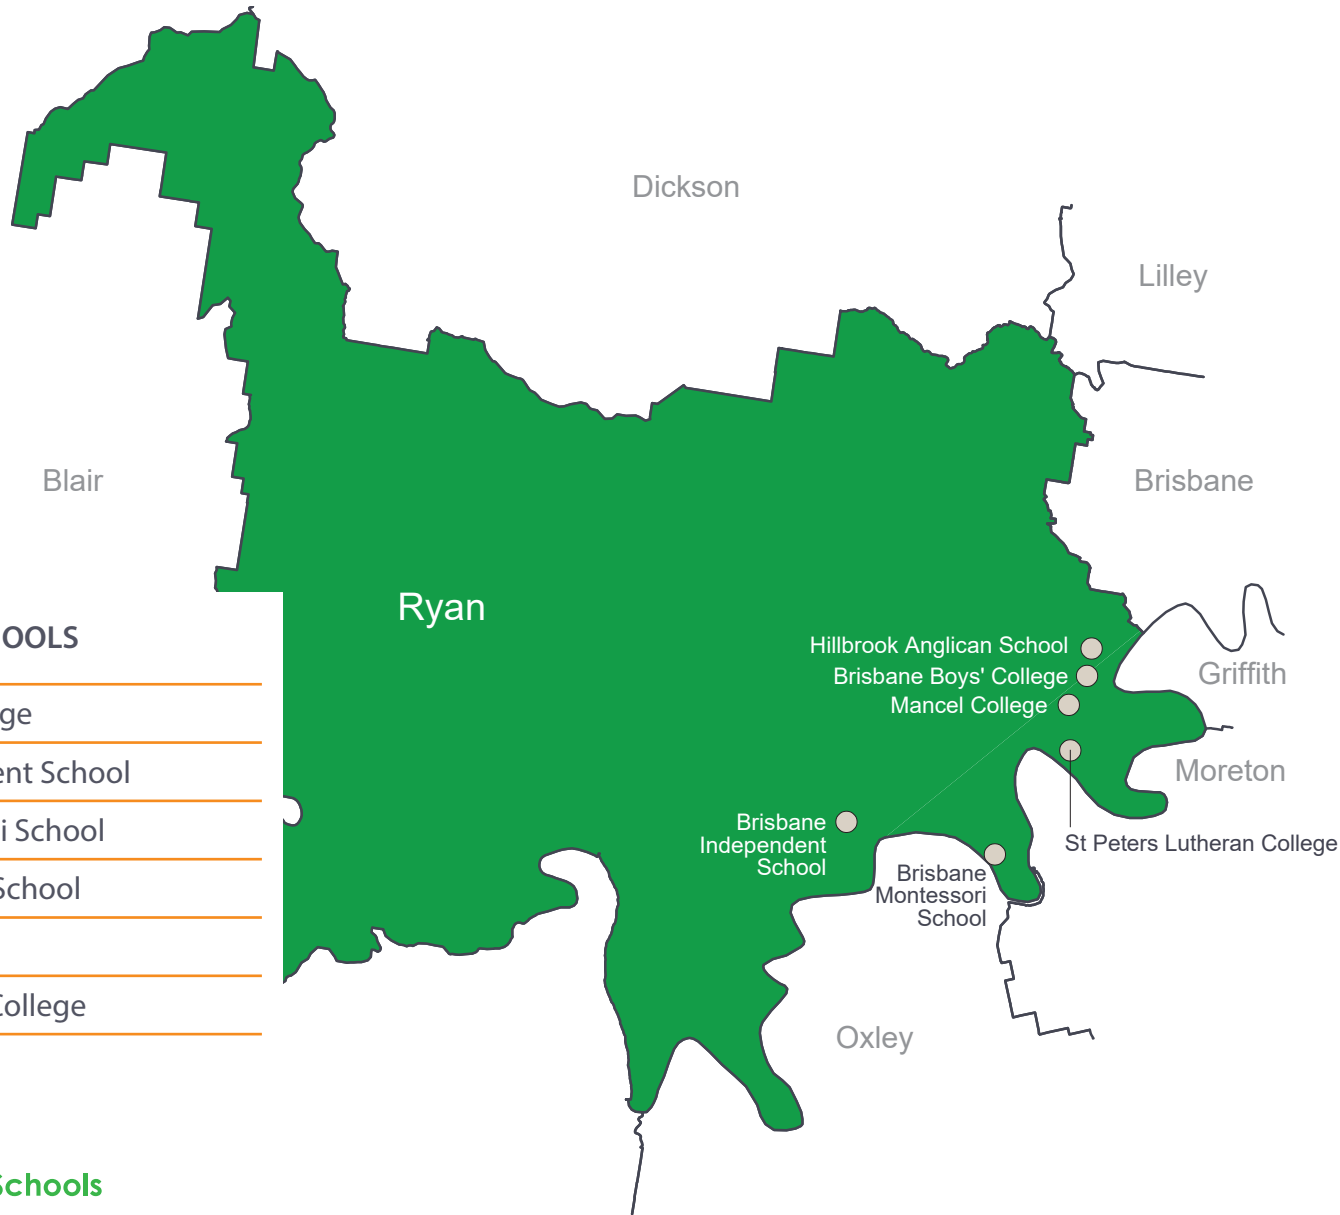 Dickson
Lilley
Blair
Brisbane
Ryan
OOLS
Hillbrook Anglican School
Brisbane Boys' College
Griffith
Mancel College
ge
ent School
Moreton
i School
Brisbane
Independent
School
St Peters Lutheran College
School
Brisbane
Montessori
School
College
Oxley
Schools